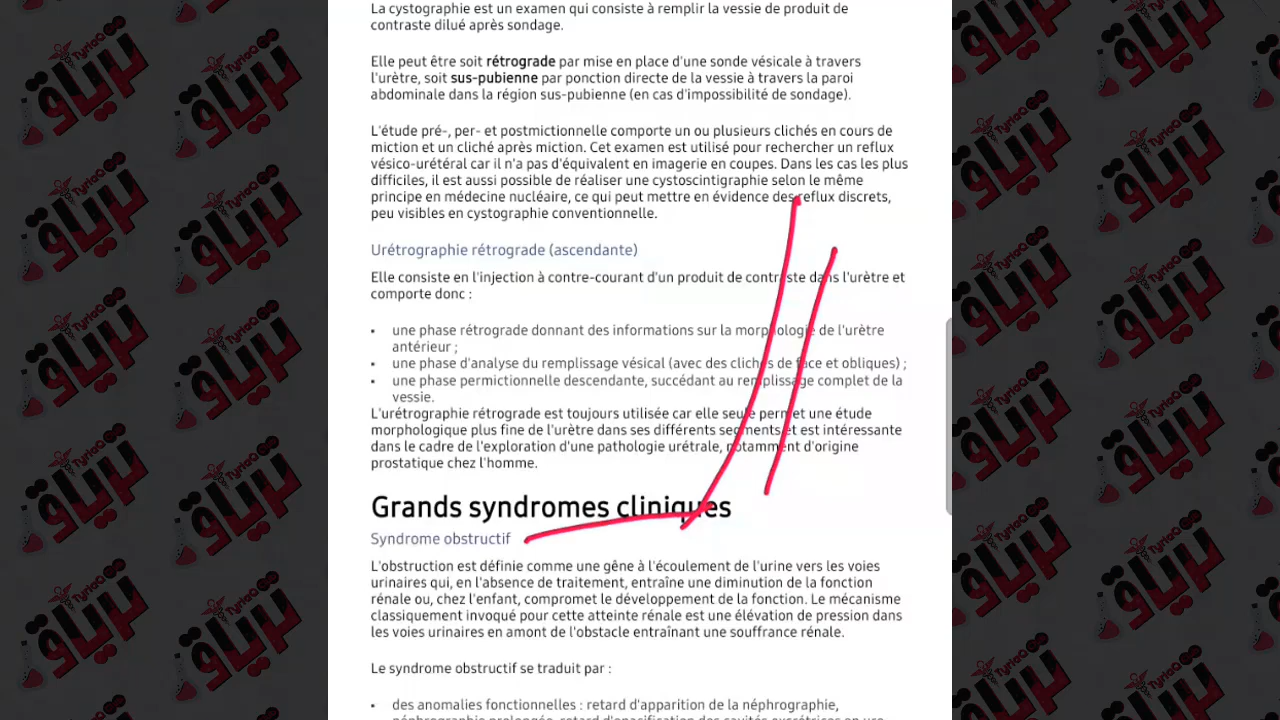 La cystographie est un examen qui consiste à remplir la vessie de produit de
contraste dilué après sondage.
Elle peut être soit rétrograde par mise en place d'une sonde vésicale à travers
l'urètre, soit sus-pubienne par ponction directe de la vessie à travers la paroi
abdominale dans la région sus-pubienne (en cas d'impossibilité de sondage).
L'étude pré-, per- et postmictionnelle comporte un ou plusieurs clichés en cours de
miction et un cliché après miction. Cet examen est utilisé pour rechercher un reflux
vésico-urétéral car il n'a pas d'équivalent en imagerie en coupes. Dans les cas les plus
difficiles, il est aussi possible de réaliser une cystoscintigraphie selon le même
principe en médecine nucléaire, ce qui peut mettre en évidence des reflux discrets,
peu visibles en cystographie conventionnelle.
Urétrographie rétrograde (ascendante)
Elle consiste en l'injection à contre-courant d'un produit de contraste dans l'urètre et
comporte donc :
▪ une phase rétrograde donnant des informations sur la morphologie de l'urètre
antérieur ;
▪ une phase d'analyse du remplissage vésical (avec des clichés de face et obliques) ;
▪ une phase permictionnelle descendante, succédant au remplissage complet de la
vessie.
L'urétrographie rétrograde est toujours utilisée car elle seule permet une étude
morphologique plus fine de l'urètre dans ses différents segments et est intéressante
dans le cadre de l'exploration d'une pathologie urétrale, notamment d'origine
prostatique chez l'homme.
Grands syndromes cliniques
Syndrome obstructif
L'obstruction est définie comme une gêne à l'écoulement de l'urine vers les voies
urinaires qui, en l'absence de traitement, entraîne une diminution de la fonction
rénale ou, chez l'enfant, compromet le développement de la fonction. Le mécanisme
classiquement invoqué pour cette atteinte rénale est une élévation de pression dans
les voies urinaires en amont de l'obstacle entraînant une souffrance rénale.
Le syndrome obstructif se traduit par :
▪ des anomalies fonctionnelles : retard d'apparition de la néphrographie,
néphrographie prolongée, retard d'opacification des cavités excrétrices en uro-